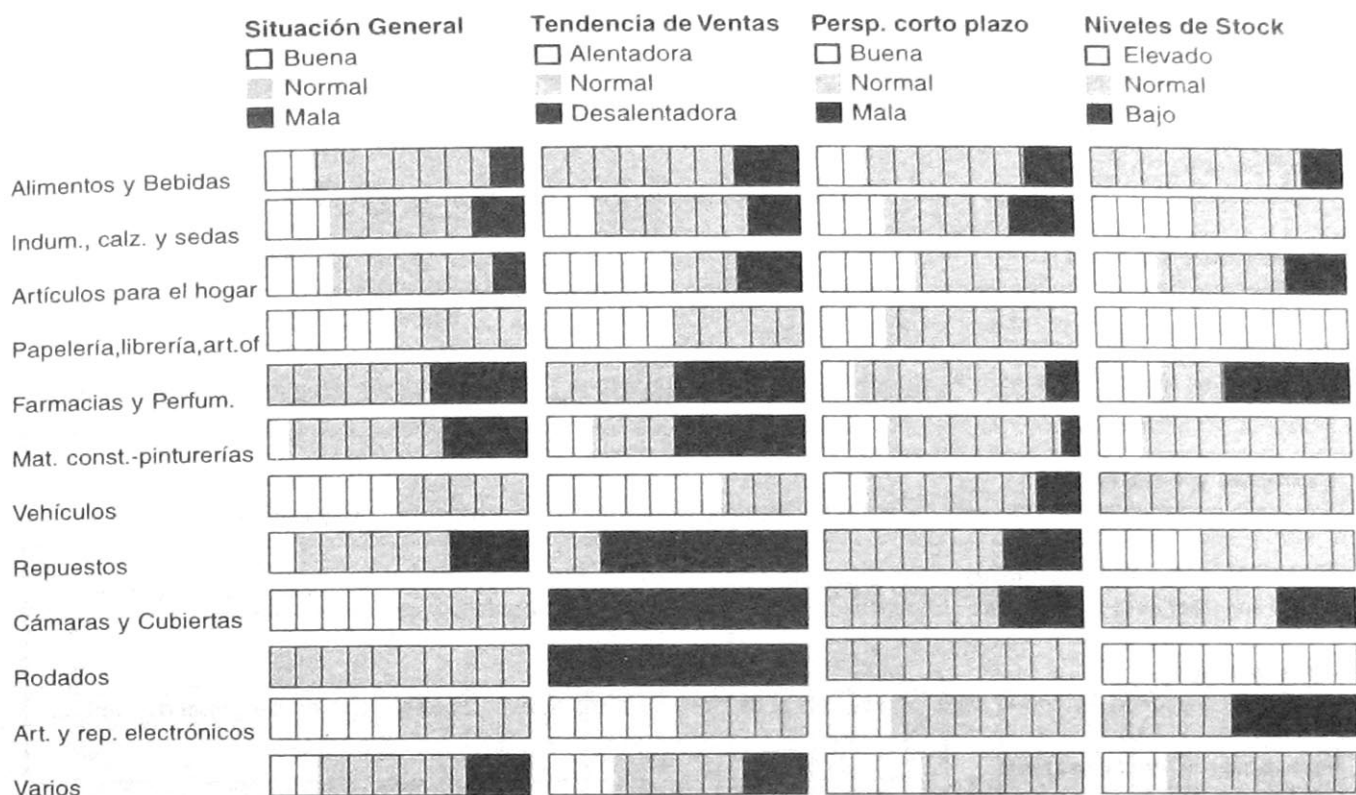 Situación General Tendencia de Ventas Persp. corto plazo Niveles de Stock
Buena Alentadora Buena Elevado
Normal Normal Normal Normal
Mala Desalentadora Mala Bajo
Alimentos y Bebidas
Indum., calz. y sedas
Artículos para el hogar
Papelería,librería,art.of
Farmacias y Perfum.
Mat. const.-pinturerías
Vehículos
Repuestos
Cámaras y Cubiertas
Rodados
Art. y rep. electrónicos
Varios